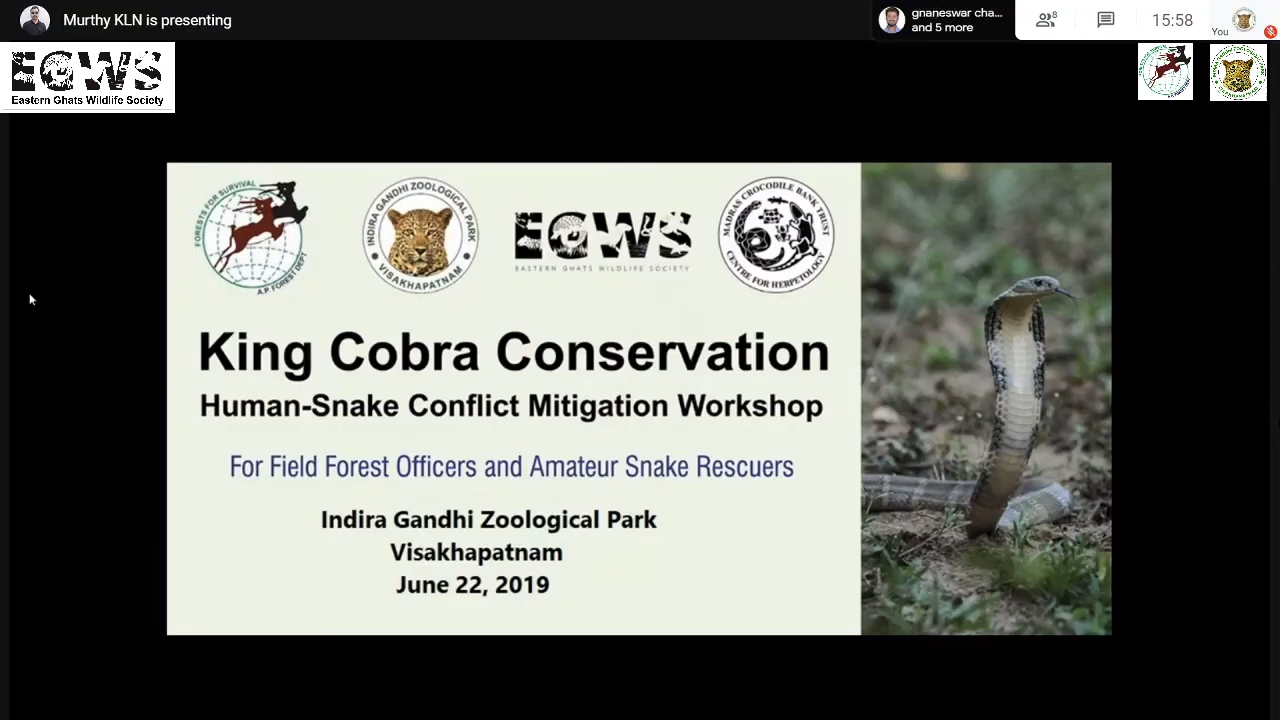 Murthy KLN is presenting
gnaneswar cha...
and 5 more
8
15:58
You
EGWS
Eastern Ghats Wildlife Society
FORESTS FOR SURVIVAL
A.P. FOREST DEPT
INDIRA GANDHI ZOOLOGICAL PARK
VISAKHAPATNAM
EGWS
EASTERN GHATS WILDLIFE SOCIETY
MADRAS CROCODILE BANK TRUST
CENTRE FOR HERPETOLOGY
King Cobra Conservation
Human-Snake Conflict Mitigation Workshop
For Field Forest Officers and Amateur Snake Rescuers
Indira Gandhi Zoological Park
Visakhapatnam
June 22, 2019